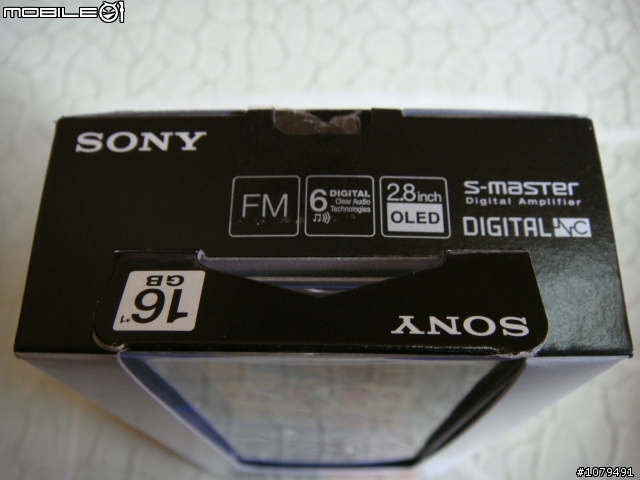 mobile01
SONY
FM
6 DIGITAL
Clear Audio
Technologies
2.8inch
OLED
S-master
Digital Amplifier
DIGITAL NC
16 *1
GB
SONY
#1079491